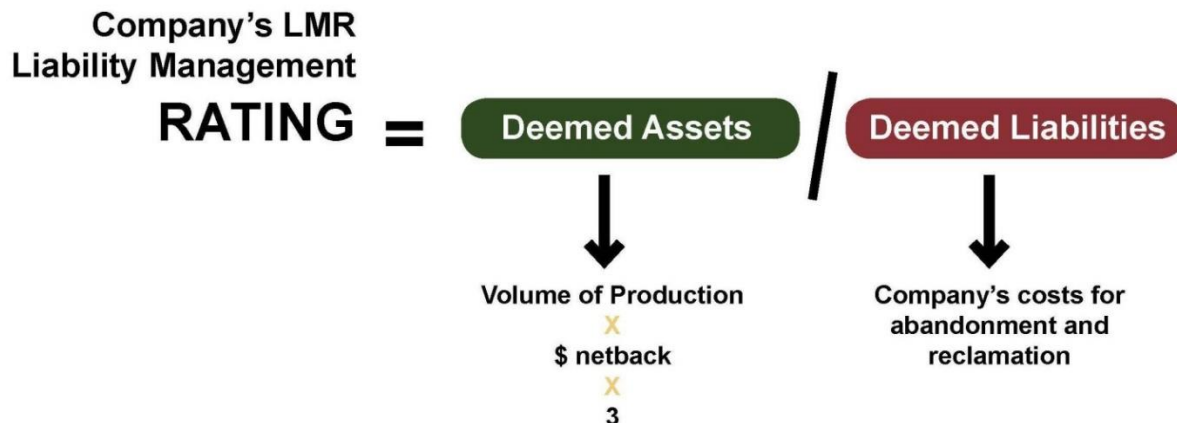 Company’s LMR
Liability Management
RATING = Deemed Assets / Deemed Liabilities
Volume of Production
X
$ netback
X
3
Company’s costs for
abandonment and
reclamation